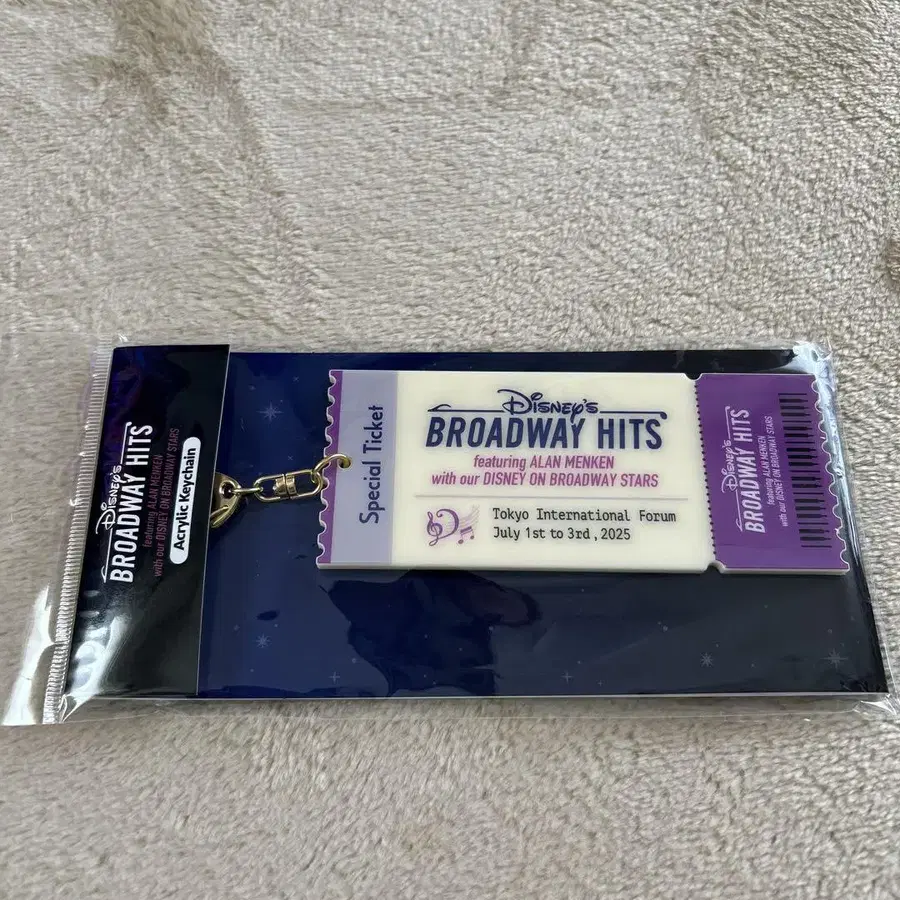 Disney's
BROADWAY HITS
featuring ALAN MENKEN
with our DISNEY ON BROADWAY STARS
Acrylic Keychain
Special Ticket
Disney's
BROADWAY HITS
featuring ALAN MENKEN
with our DISNEY ON BROADWAY STARS
Tokyo International Forum
July 1st to 3rd, 2025
Disney's
BROADWAY HITS
featuring ALAN MENKEN
with our DISNEY ON BROADWAY STARS